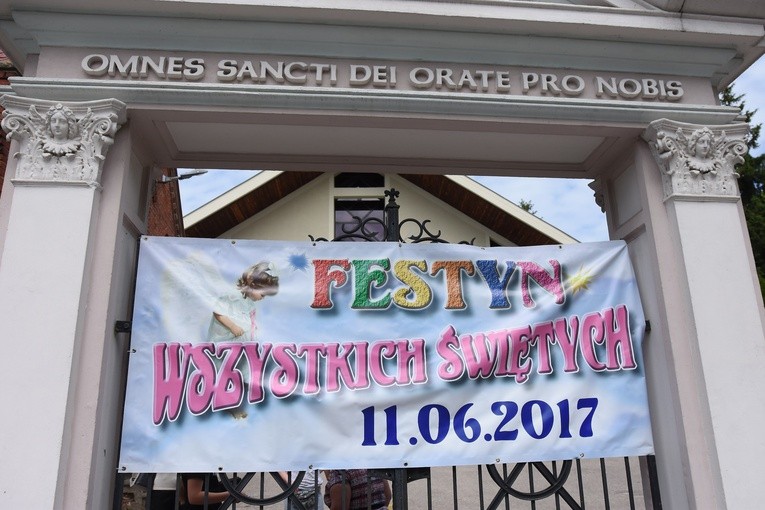 OMNES SANCTI DEI ORATE PRO NOBIS
FESTYN
WSZYSTKICH ŚWIĘTYCH
11.06.2017